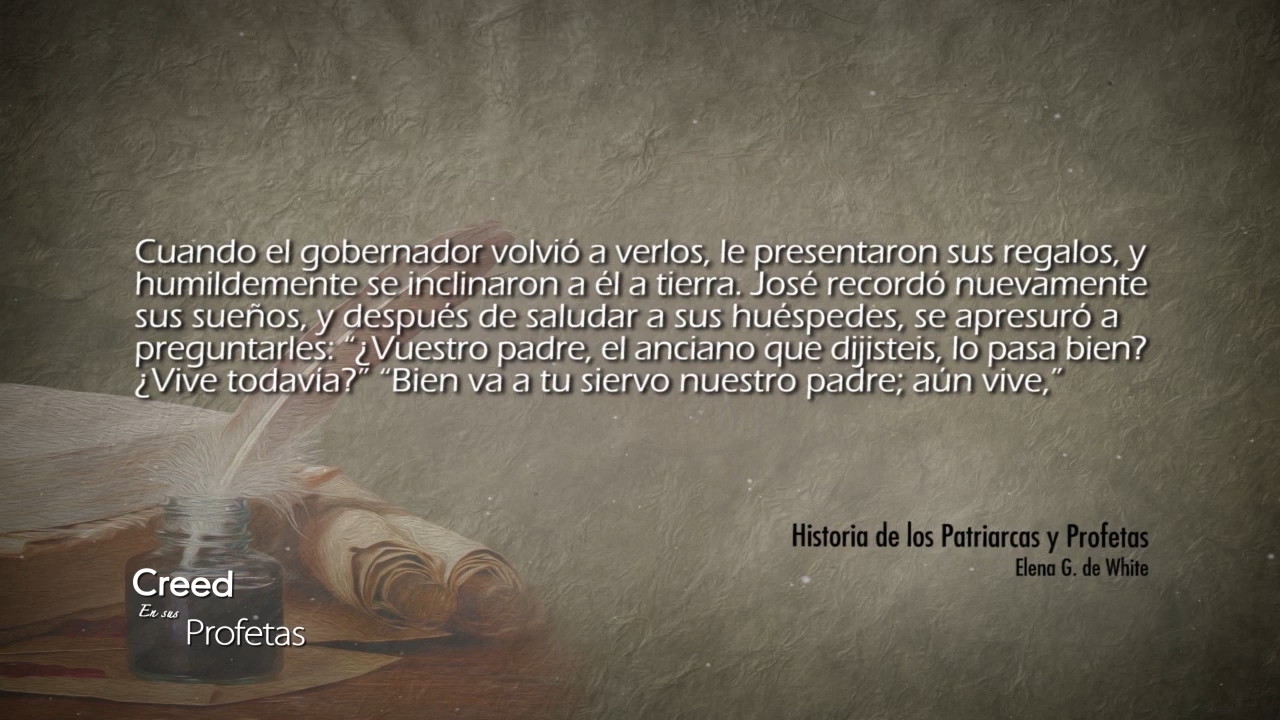 Cuando el gobernador volvió a verlos, le presentaron sus regalos, y
humildemente se inclinaron a él a tierra. José recordó nuevamente
sus sueños, y después de saludar a sus huéspedes, se apresuró a
preguntarles: “¿Vuestro padre, el anciano que dijisteis, lo pasa bien?
¿Vive todavía?” “Bien va a tu siervo nuestro padre; aún vive,”
Historia de los Patriarcas y Profetas
Elena G. de White
Creed
En sus
Profetas